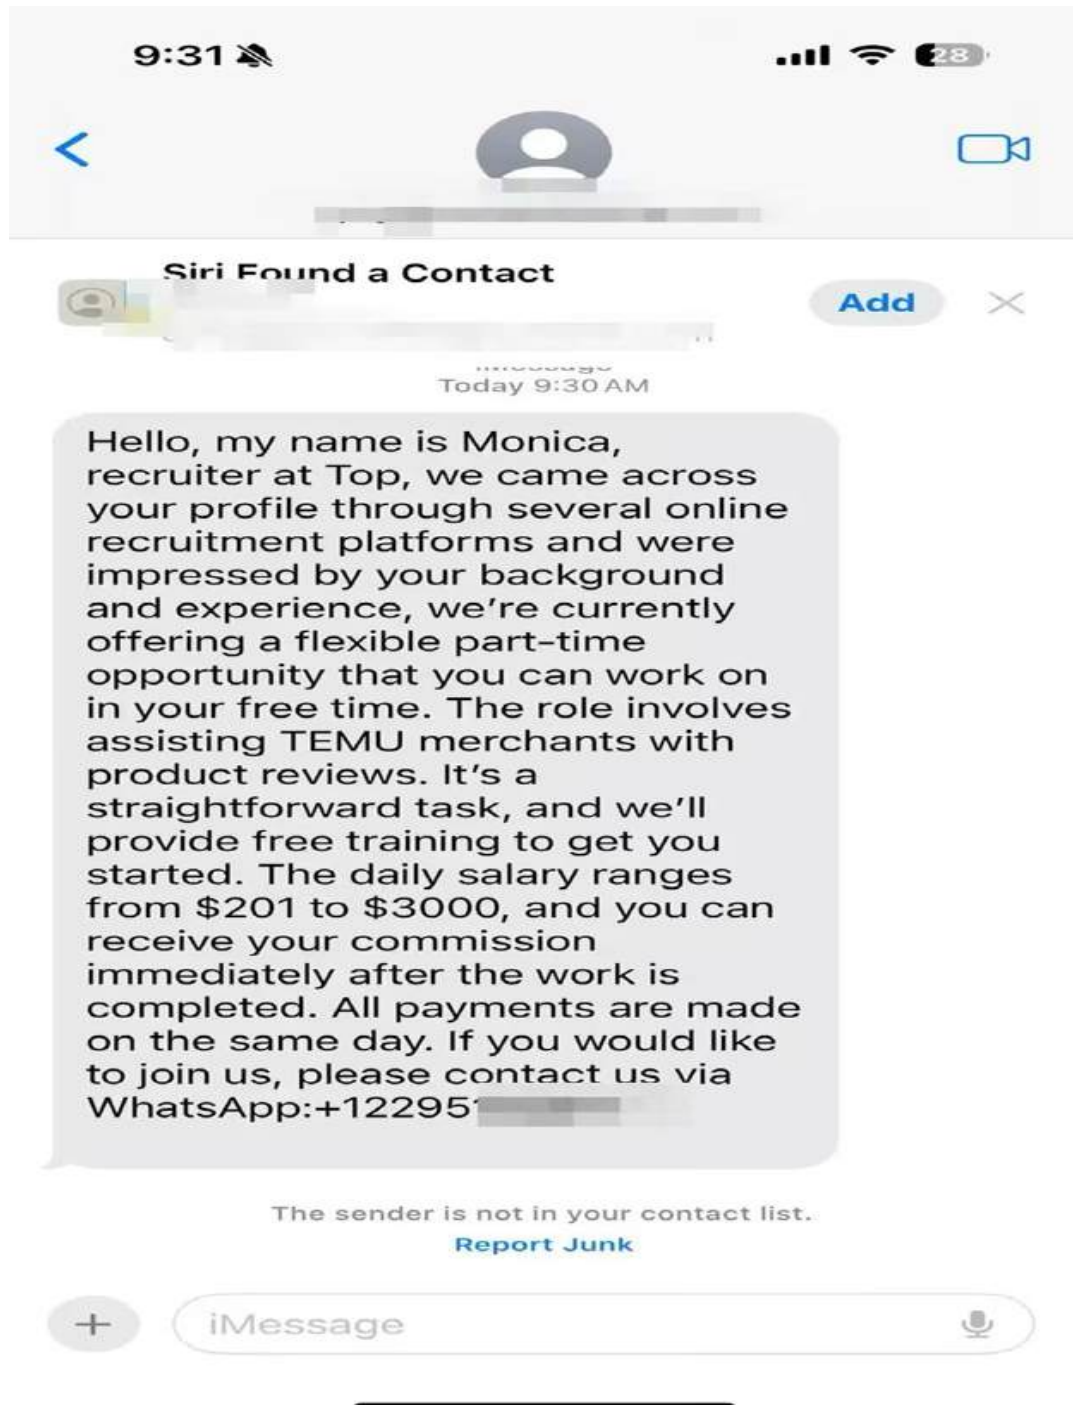 9:31
28
Siri Found a Contact
Add
Today 9:30 AM
Hello, my name is Monica,
recruiter at Top, we came across
your profile through several online
recruitment platforms and were
impressed by your background
and experience, we’re currently
offering a flexible part-time
opportunity that you can work on
in your free time. The role involves
assisting TEMU merchants with
product reviews. It’s a
straightforward task, and we’ll
provide free training to get you
started. The daily salary ranges
from $201 to $3000, and you can
receive your commission
immediately after the work is
completed. All payments are made
on the same day. If you would like
to join us, please contact us via
WhatsApp:+12295
The sender is not in your contact list.
Report Junk
iMessage